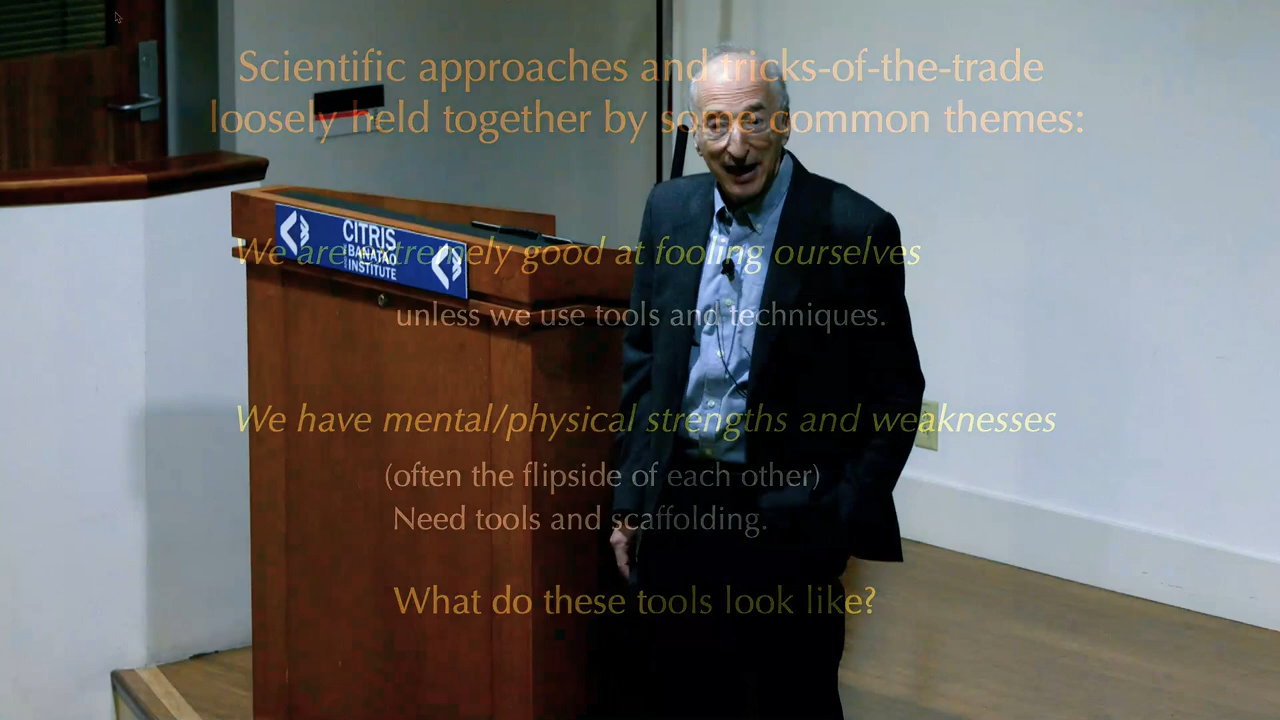 Scientific approaches and tricks-of-the-trade
loosely held together by some common themes:
CITRIS
AND THE
BANATAO
INSTITUTE
We are extremely good at fooling ourselves
unless we use tools and techniques.
We have mental/physical strengths and weaknesses
(often the flipside of each other)
Need tools and scaffolding.
What do these tools look like?